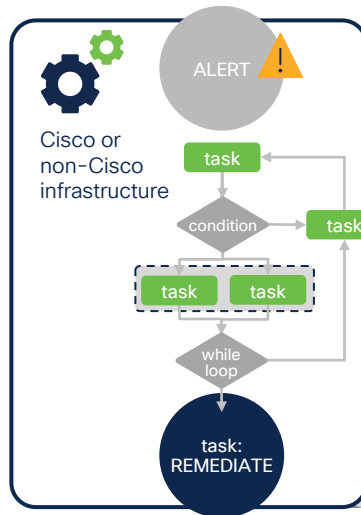 ALERT
!
Cisco or
non-Cisco
infrastructure
task
condition
task
task
task
while
loop
task:
REMEDIATE